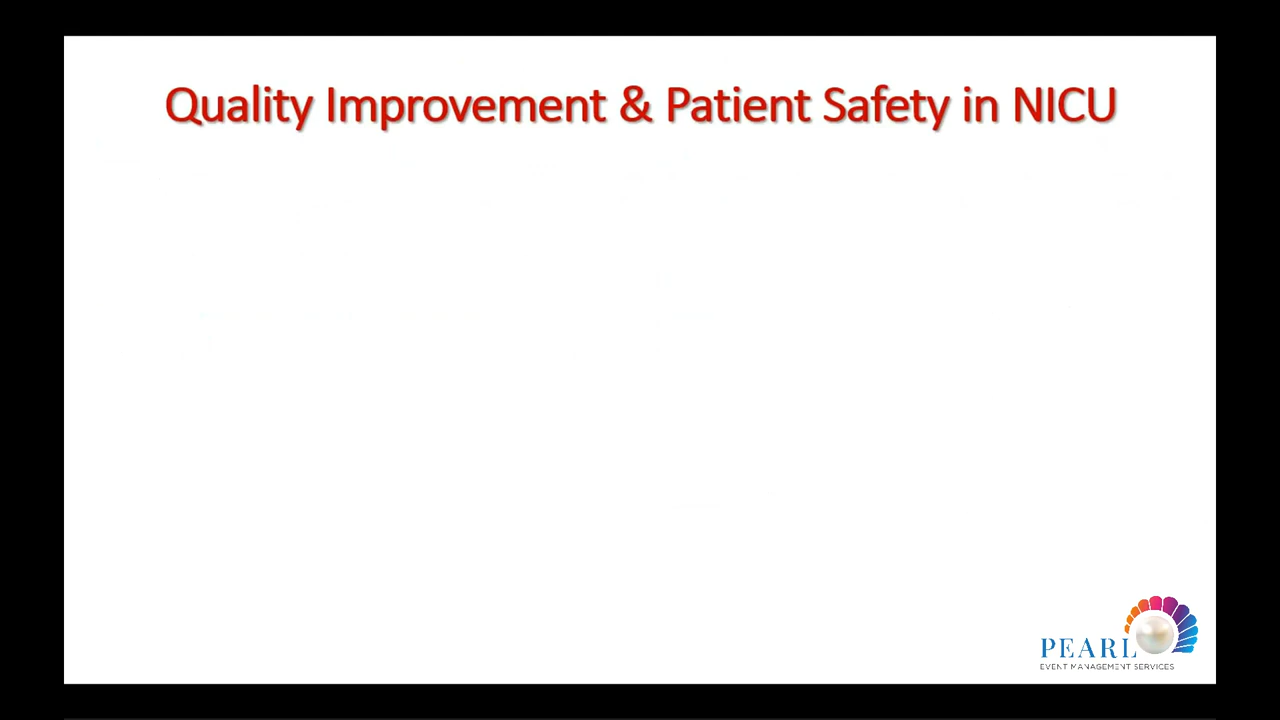 Quality Improvement & Patient Safety in NICU
PEARL
EVENT MANAGEMENT SERVICES